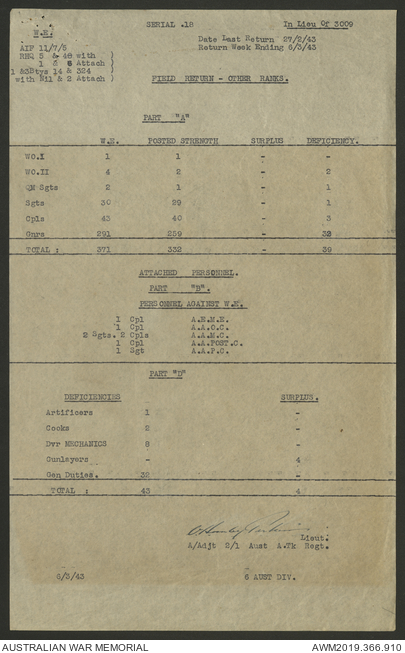 SERIAL .18 In Lieu Of 3009
W.E.
Date Last Return 27/2/43
AIF 11/7/5 Return Week Ending 6/3/43
RHQ 5 & 48 with )
1 & 6 Attach )
1 &3Btys 14 & 324 )
with Nil & 2 Attach )
FIELD RETURN - OTHER RANKS.
PART "A"
W.E. POSTED STRENGTH SURPLUS DEFICIENCY.
WO.I 1 1 - -
WO.II 4 2 - 2
QM Sgts 2 1 - 1
Sgts 30 29 - 1
Cpls 43 40 - 3
Gnrs 291 259 - 32
TOTAL : 371 332 - 39
ATTACHED PERSONNEL.
PART "B".
PERSONNEL AGAINST W.E.
1 Cpl A.E.M.E.
1 Cpl A.A.O.C.
2 Sgts. 2 Cpls A.A.M.C.
1 Cpl A.A.POST.C.
1 Sgt A.A.P.C.
PART "D"
DEFICIENCIES SURPLUS.
Artificers 1 -
Cooks 2 -
Dvr MECHANICS 8 -
Gunlayers - 4
Gen Duties. 32 -
TOTAL : 43 4
Lieut.
A/Adjt 2/1 Aust A.Tk Regt.
6/3/43 6 AUST DIV.
AUSTRALIAN WAR MEMORIAL AWM2019.366.910